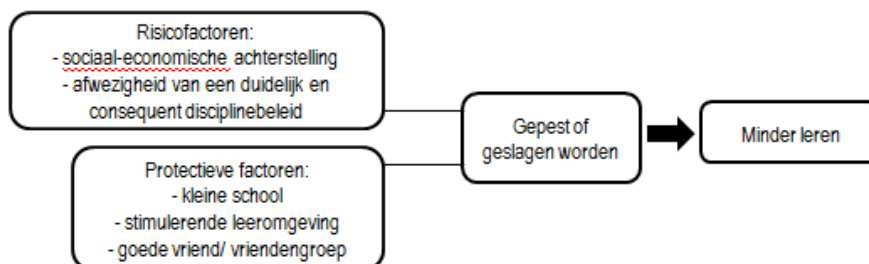 Risicofactoren:
- sociaal-economische achterstelling
- afwezigheid van een duidelijk en
consequent disciplinebeleid
Protectieve factoren:
- kleine school
- stimulerende leeromgeving
- goede vriend/ vriendengroep
Gepest of
geslagen worden
Minder leren